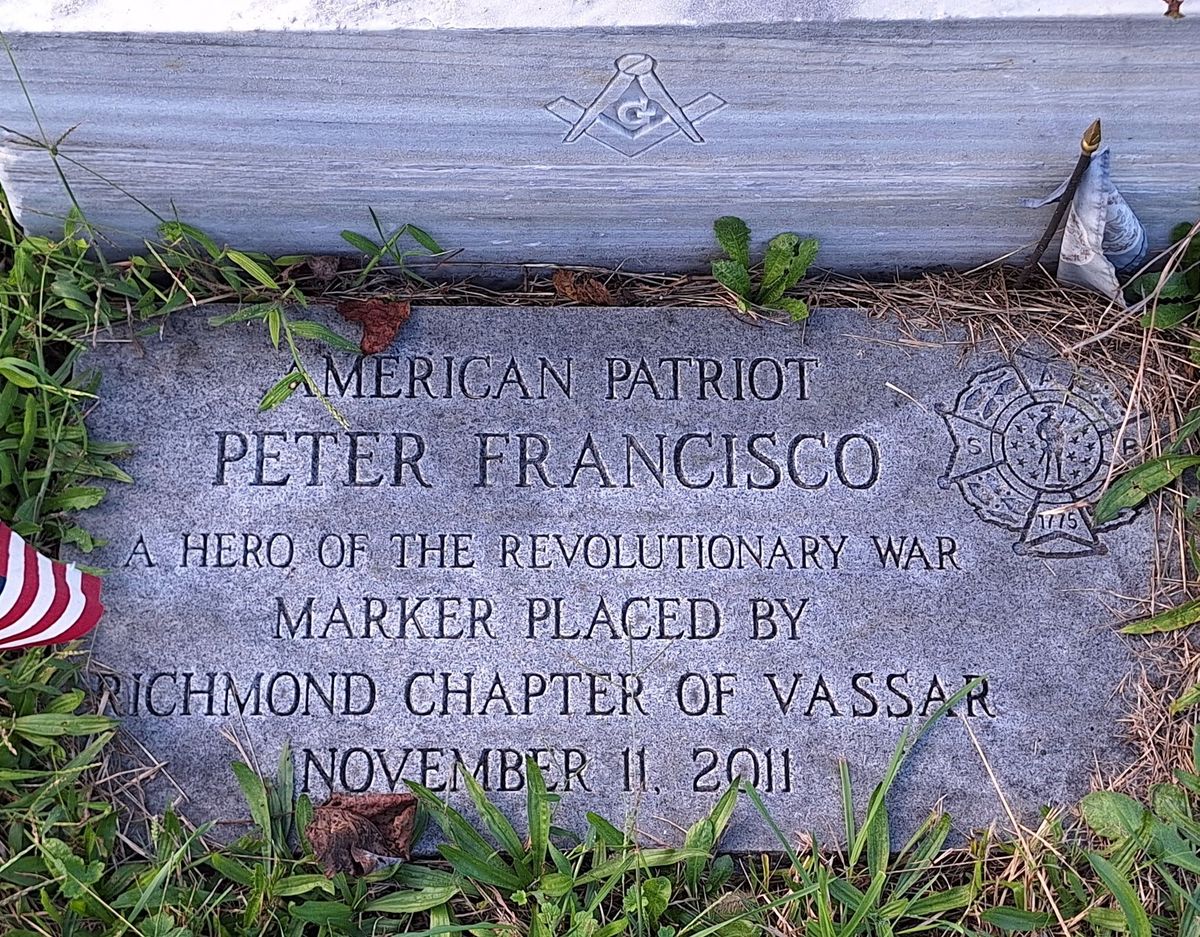 G
AMERICAN PATRIOT
PETER FRANCISCO
A HERO OF THE REVOLUTIONARY WAR
MARKER PLACED BY
RICHMOND CHAPTER OF VASSAR
NOVEMBER 11, 2011
S A R
1775